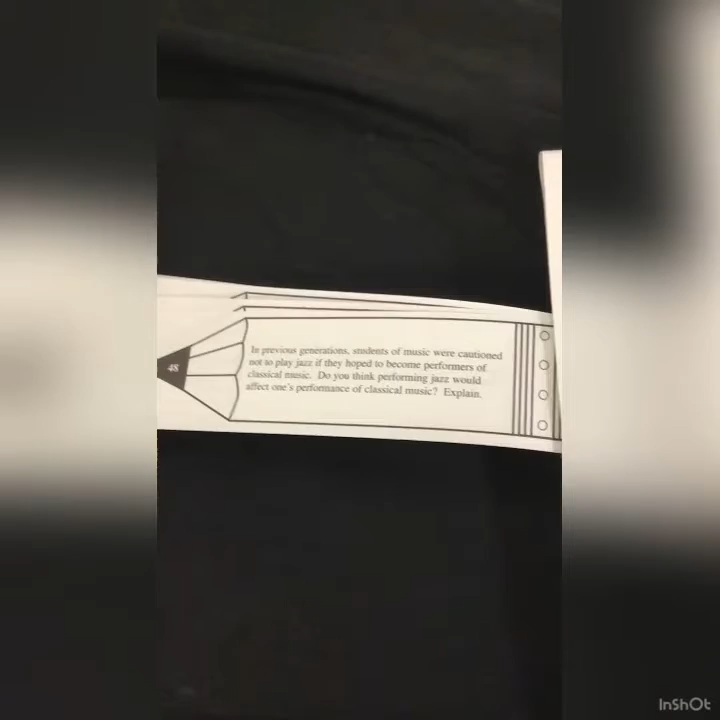 48
In previous generations, students of music were cautioned
not to play jazz if they hoped to become performers of
classical music. Do you think performing jazz would
affect one's performance of classical music? Explain.
InShOt